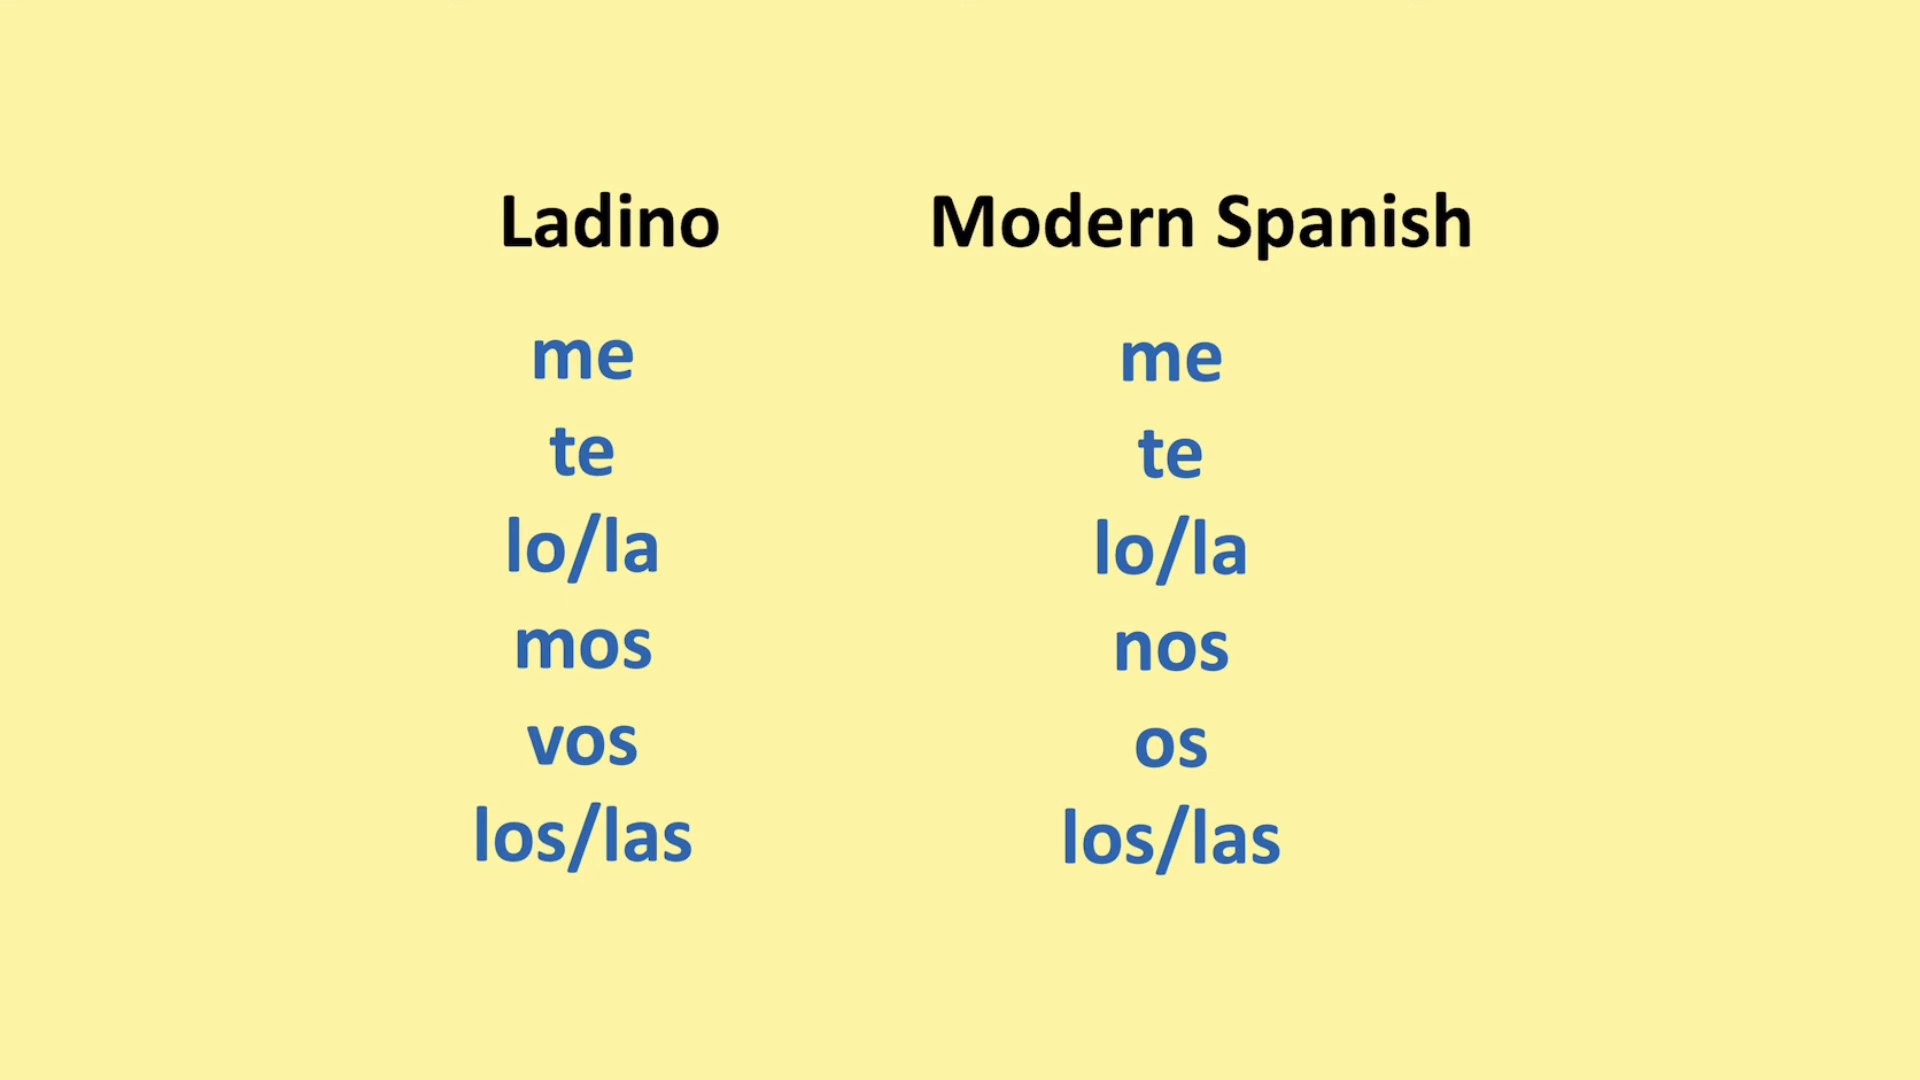 Ladino Modern Spanish
me me
te te
lo/la lo/la
mos nos
vos os
los/las los/las